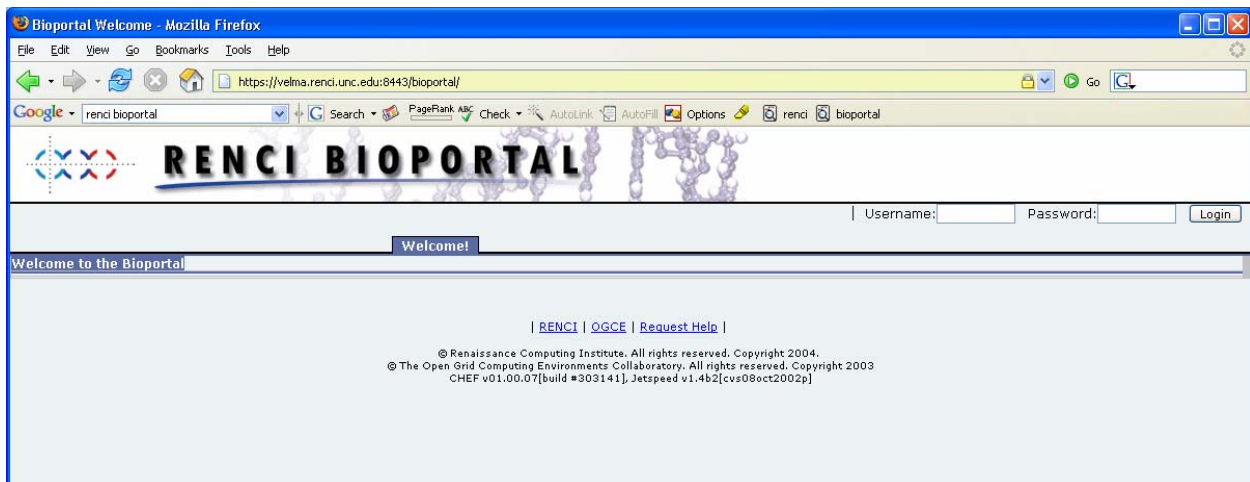 Bioportal Welcome - Mozilla Firefox
File Edit View Go Bookmarks Tools Help
https://velma.renci.unc.edu:8443/bioportal/ Go G
Google renci bioportal G Search PageRank ABC Check AutoLink AutoFill Options renci bioportal
RENCI BIOPORTAL
| Username: Password: Login
Welcome!
Welcome to the Bioportal
| RENCI | OGCE | Request Help |
© Renaissance Computing Institute. All rights reserved. Copyright 2004.
© The Open Grid Computing Environments Collaboratory. All rights reserved. Copyright 2003
CHEF v01.00.07[build #303141], Jetspeed v1.4b2[cvs08oct2002p]